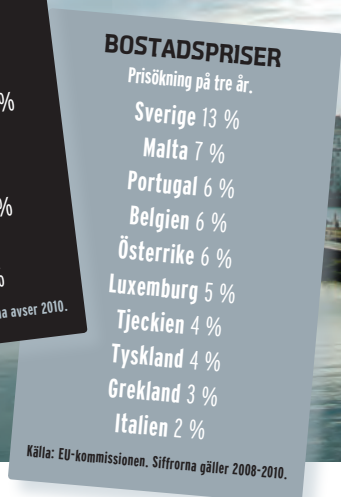 BOSTADSPRISER
Prisökning på tre år.
Sverige 13 %
Malta 7 %
Portugal 6 %
Belgien 6 %
Österrike 6 %
Luxemburg 5 %
Tjeckien 4 %
Tyskland 4 %
Grekland 3 %
Italien 2 %
Källa: EU-kommissionen. Siffrorna gäller 2008-2010.
%
%
%
avser 2010.